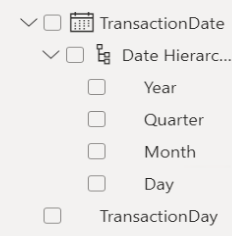 TransactionDate
Date Hierarc...
Year
Quarter
Month
Day
TransactionDay